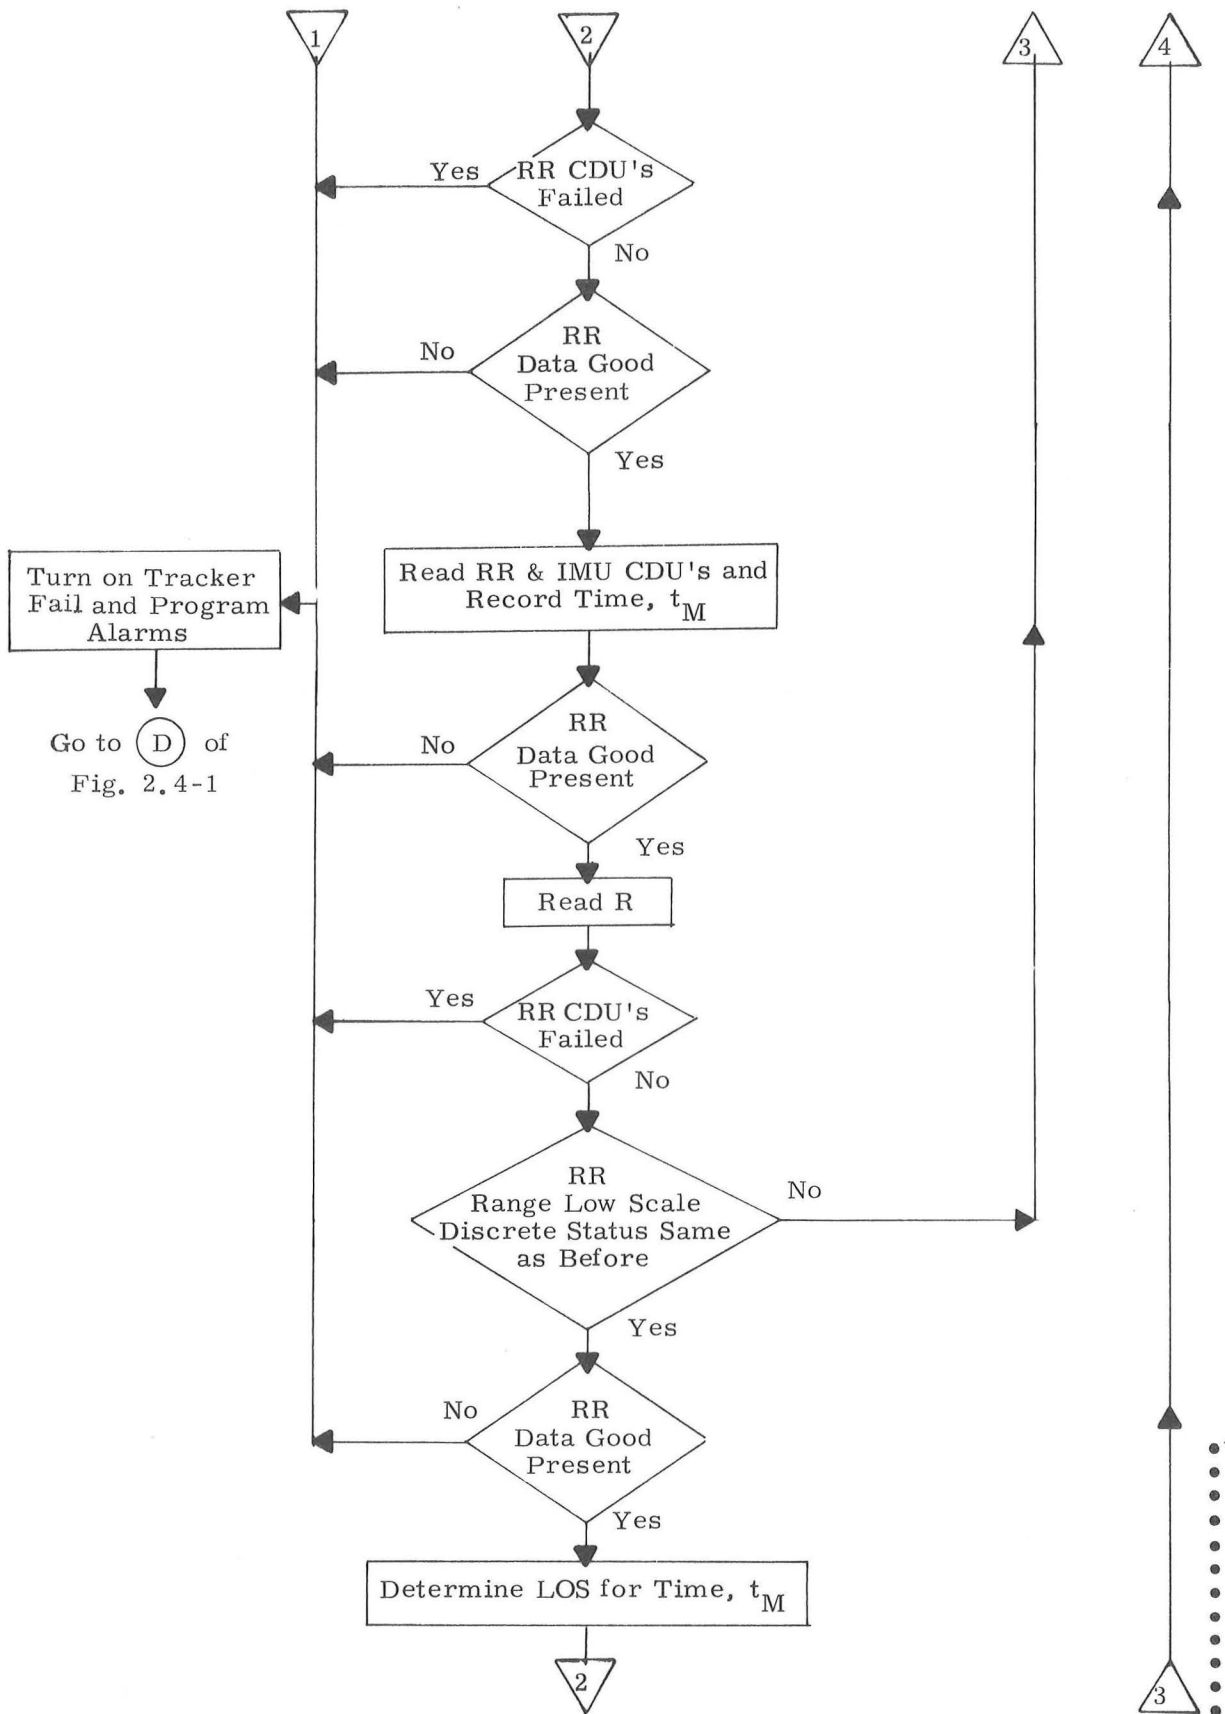 1
2
3
4
Yes
RR CDU's
Failed
No
RR
Data Good
Present
No
Yes
Turn on Tracker
Fail and Program
Alarms
Read RR & IMU CDU's and
Record Time, tM
Go to D of
Fig. 2.4-1
No
RR
Data Good
Present
Yes
Read R
Yes
RR CDU's
Failed
No
RR
Range Low Scale
Discrete Status Same
as Before
No
Yes
No
RR
Data Good
Present
Yes
Determine LOS for Time, tM
2
3